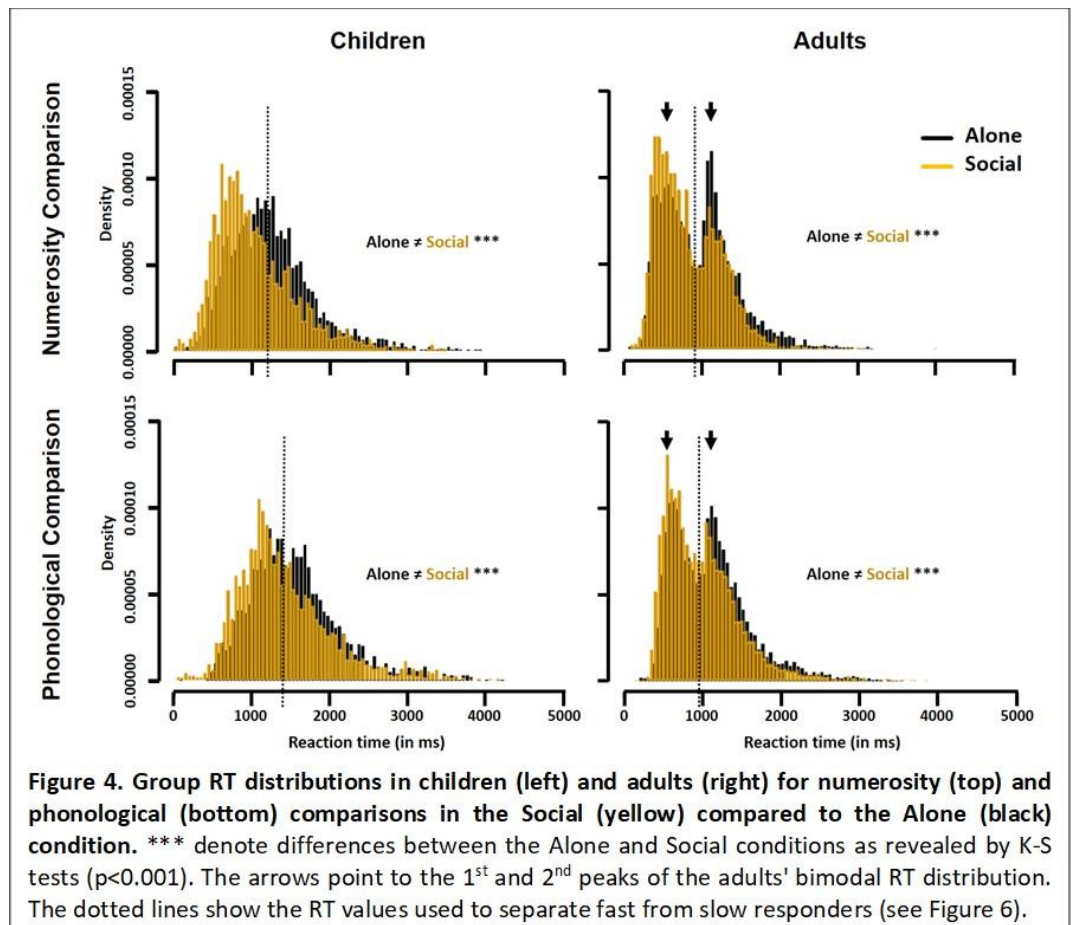 Children
Adults
Numerosity Comparison
Density
0.00015
0.00010
0.00005
0.00000
Alone ≠ Social ***
0
1000
2000
3000
4000
5000
Alone
Social
Alone ≠ Social ***
Phonological Comparison
Density
0.00015
0.00010
0.00005
0.00000
Alone ≠ Social ***
0
1000
2000
3000
4000
5000
Reaction time (in ms)
Alone ≠ Social ***
0
1000
2000
3000
4000
5000
Reaction time (in ms)
Figure 4. Group RT distributions in children (left) and adults (right) for numerosity (top) and
phonological (bottom) comparisons in the Social (yellow) compared to the Alone (black)
condition. *** denote differences between the Alone and Social conditions as revealed by K-S
tests (p<0.001). The arrows point to the 1st and 2nd peaks of the adults' bimodal RT distribution.
The dotted lines show the RT values used to separate fast from slow responders (see Figure 6).